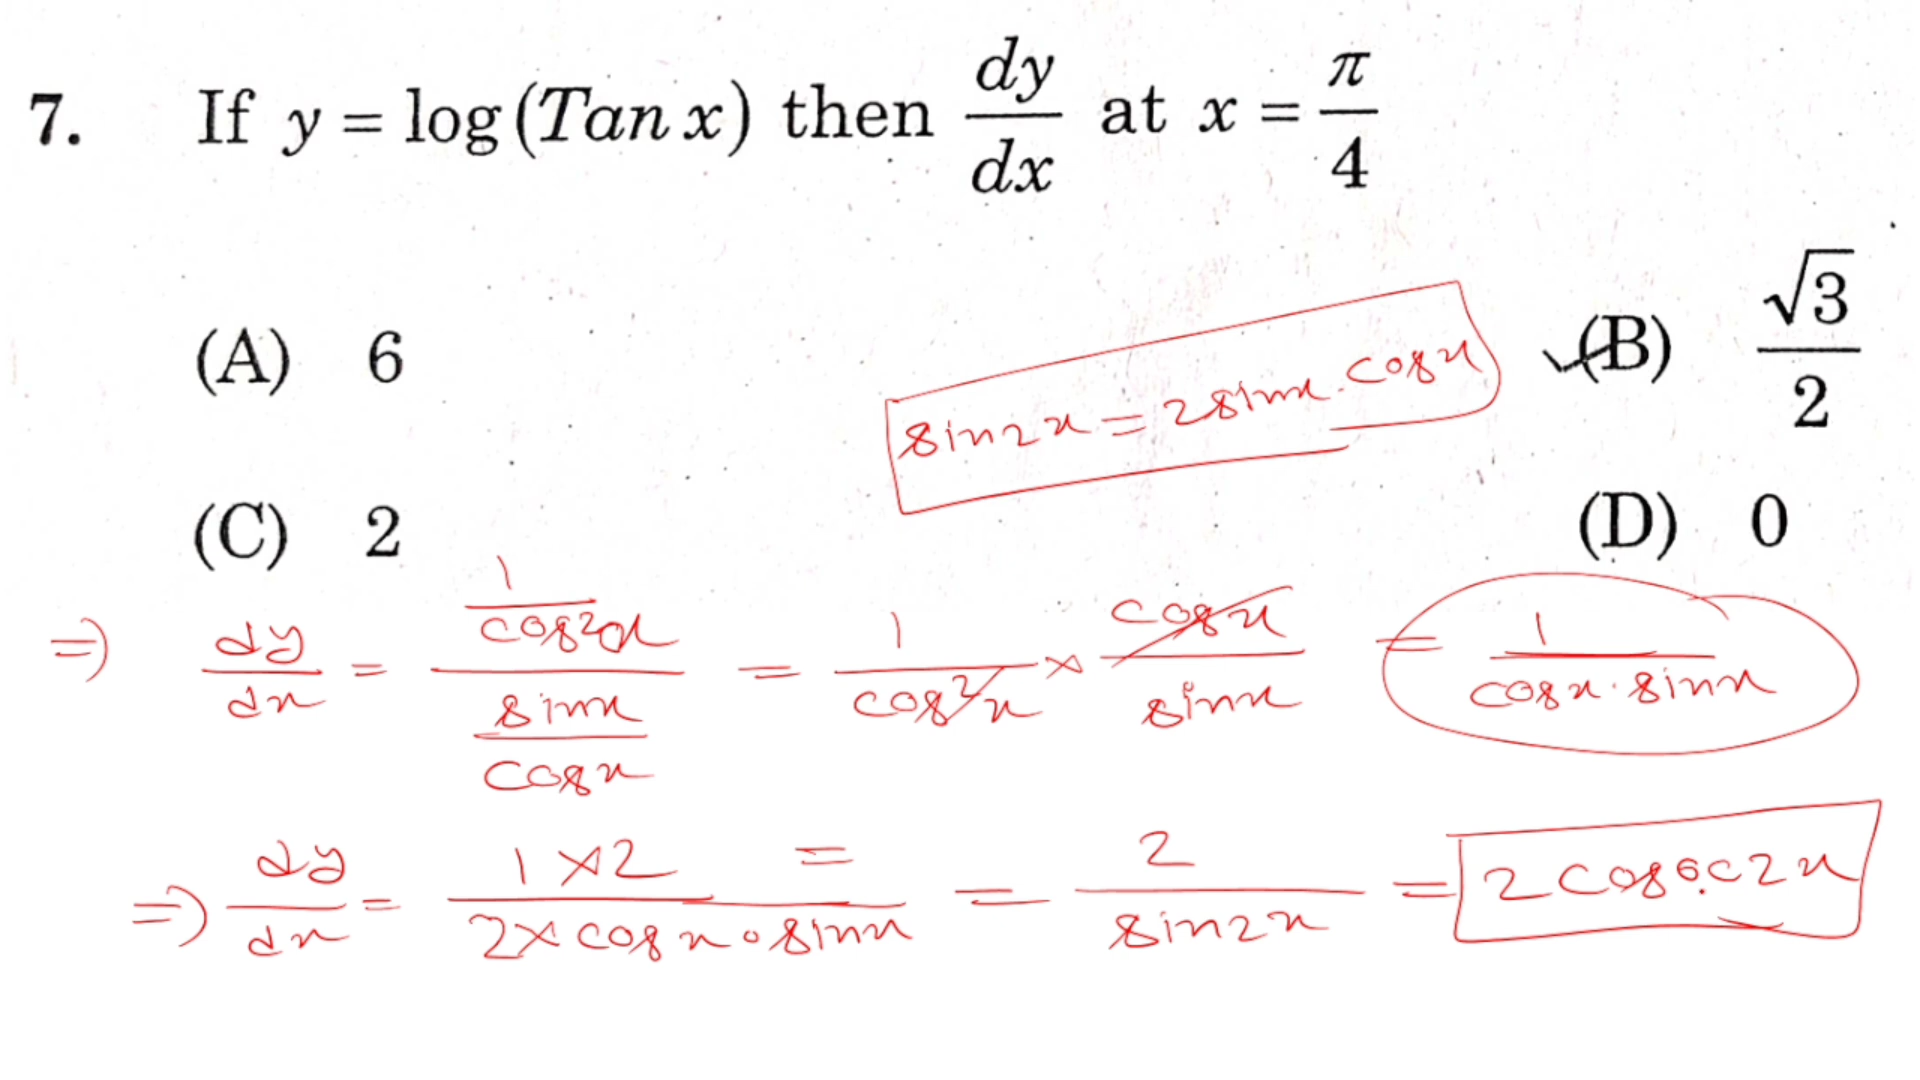 7. If y = log (Tan x) then dy/dx at x = π/4
(A) 6
(B) √3/2
sin2x = 2sinx.cosx
(C) 2
(D) 0
=) dy/dx = (1/cos²x)/(sinx/cosx) = 1/cos²x × cosx/sinx = 1/cosx.sinx
=) dy/dx = 1×2/2×cosx.sinx = = 2/sin2x = 2cosec2x